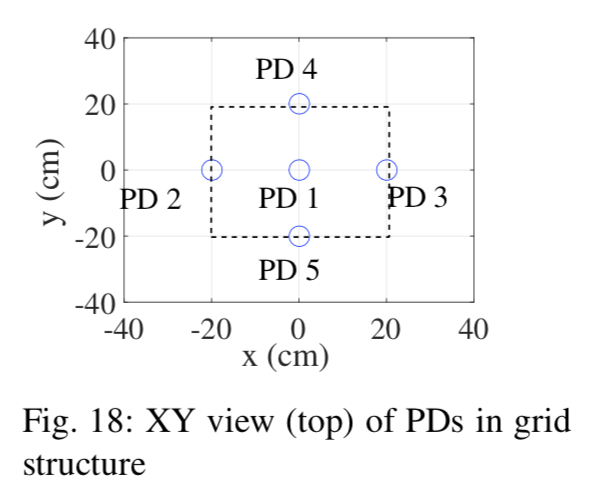 40
PD 4
20
0
PD 2
PD 1
PD 3
-20
PD 5
-40
y (cm)
-40 -20 0 20 40
x (cm)
Fig. 18: XY view (top) of PDs in grid
structure